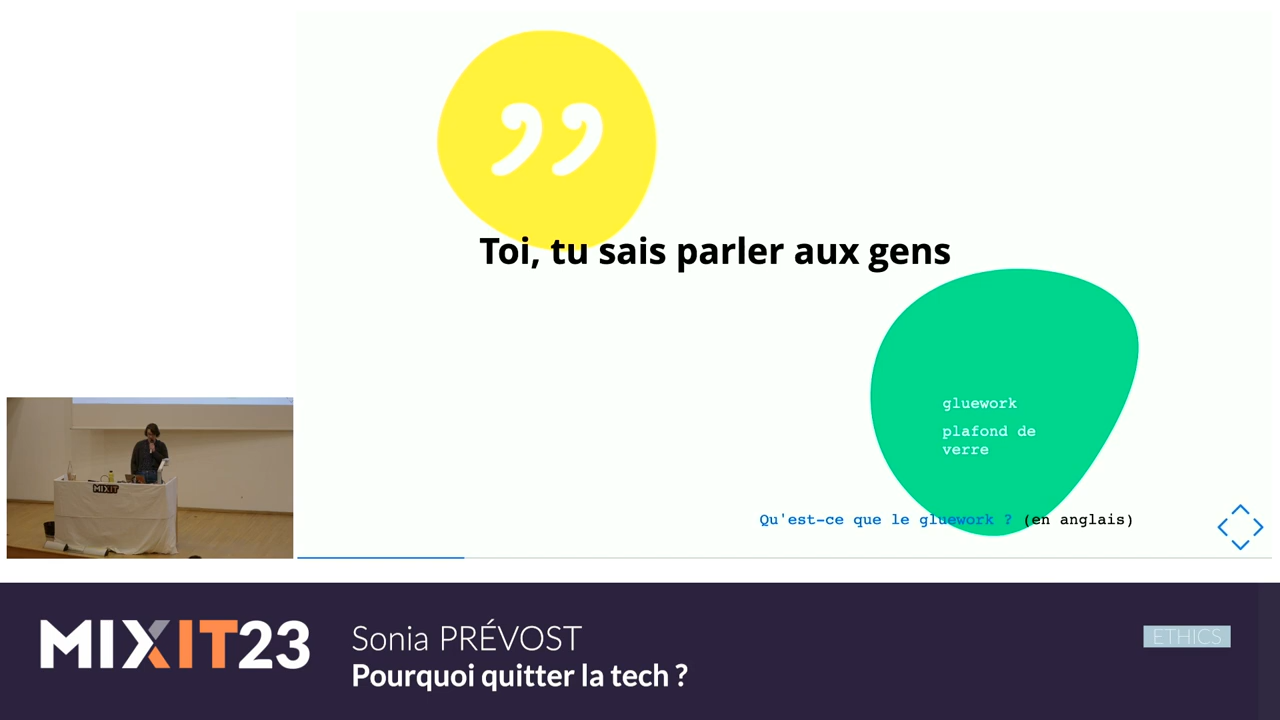 Toi, tu sais parler aux gens
gluework
plafond de
verre
Qu'est-ce que le gluework ? (en anglais)
MIXIT
MIXIT23
Sonia PRÉVOST
Pourquoi quitter la tech ?
ETHICS